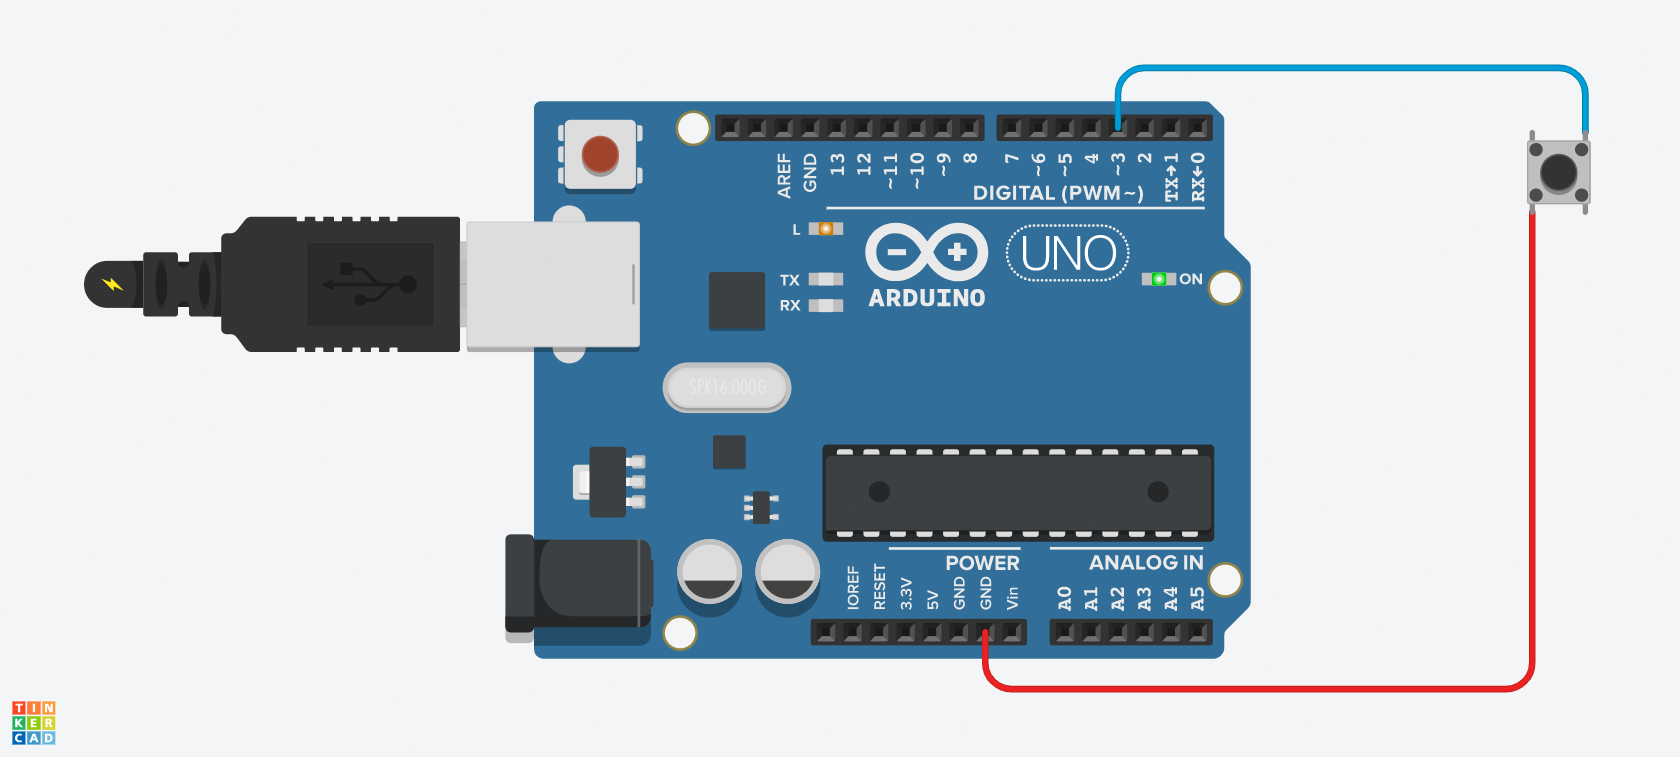 AREF
GND
13
12
~11
~10
~9
8
7
~6
~5
4
~3
2
TX→1
RX←0
DIGITAL (PWM~)
L
TX
RX
UNO
ARDUINO
ON
SPK16.000G
POWER
ANALOG IN
IOREF
RESET
3.3V
5V
GND
GND
Vin
A0
A1
A2
A3
A4
A5
TIN
KER
CAD